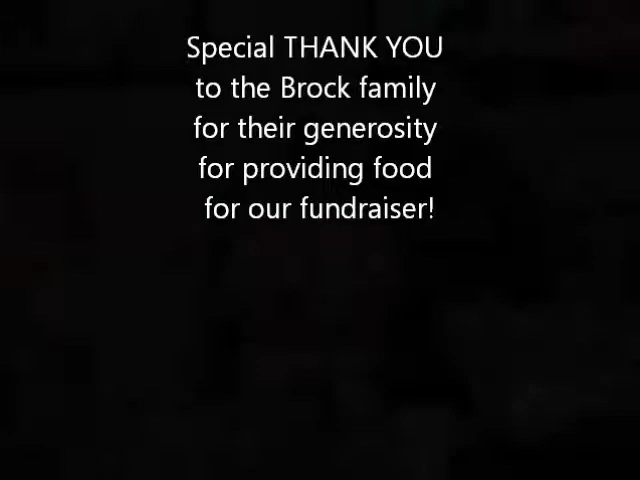 Special THANK YOU
to the Brock family
for their generosity
for providing food
for our fundraiser!